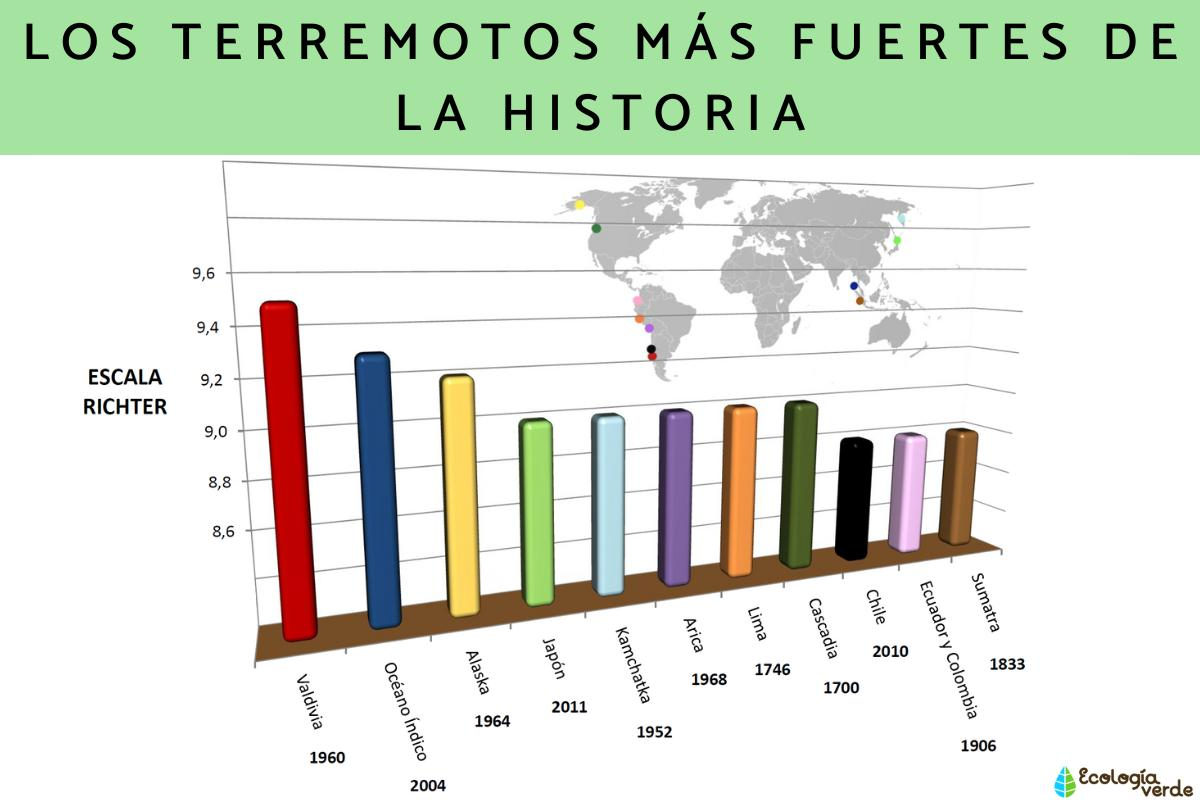 LOS TERREMOTOS MÁS FUERTES DE
LA HISTORIA
9,6
9,4
9,2
9,0
8,8
8,6
ESCALA
RICHTER
Valdivia
1960
Océano Índico
2004
Alaska
1964
Japón
2011
Kamchatka
1952
Arica
1968
Lima
1746
Cascadia
1700
Chile
2010
Ecuador y Colombia
1906
Sumatra
1833
Ecología
verde